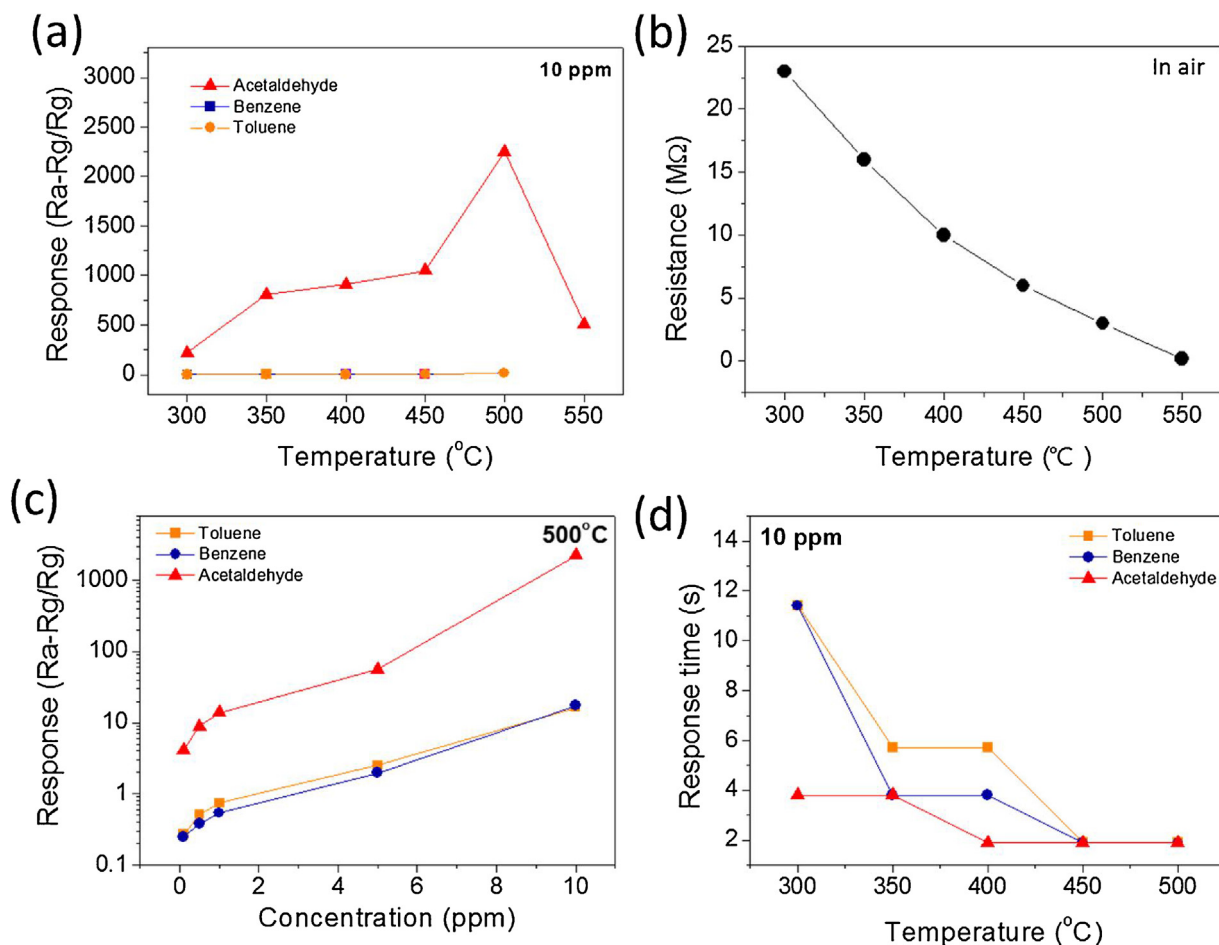 (a)
10 ppm
Acetaldehyde
Benzene
Toluene
3000
2500
2000
1500
1000
500
0
Response (Ra-Rg/Rg)
300 350 400 450 500 550
Temperature (°C)
(b)
In air
25
20
15
10
5
0
Resistance (MΩ)
300 350 400 450 500 550
Temperature (℃ )
(c)
500°C
Toluene
Benzene
Acetaldehyde
1000
100
10
1
0.1
Response (Ra-Rg/Rg)
0 2 4 6 8 10
Concentration (ppm)
(d)
10 ppm
Toluene
Benzene
Acetaldehyde
14
12
10
8
6
4
2
Response time (s)
300 350 400 450 500
Temperature (°C)